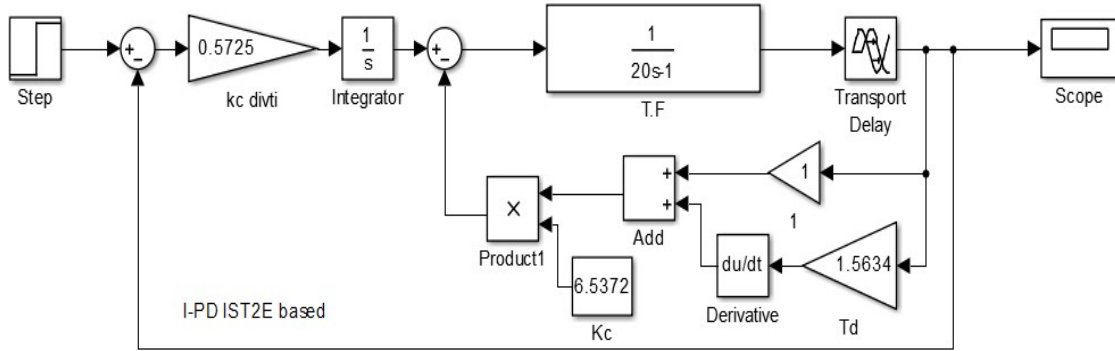 +
−
0.5725
1
s
+
−
1
20s-1
Step
kc divti
Integrator
T.F
Transport
Delay
Scope
1
1
+
+
Add
×
Product1
6.5372
Kc
du/dt
Derivative
1.5634
Td
I-PD IST2E based